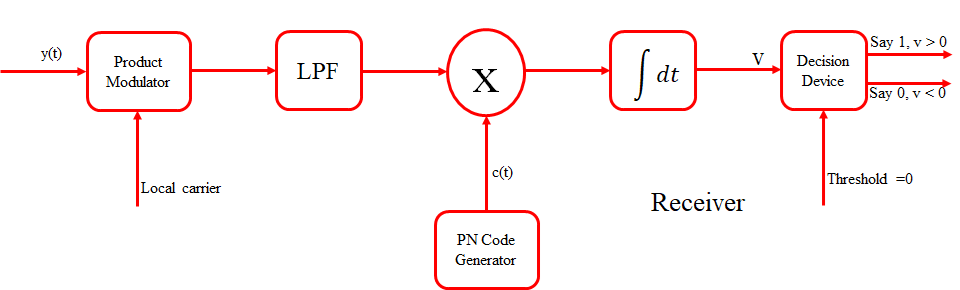 y(t)
Product
Modulator
LPF
X
∫ dt
V
Decision
Device
Say 1, v > 0
Say 0, v < 0
Local carrier
c(t)
Threshold =0
Receiver
PN Code
Generator